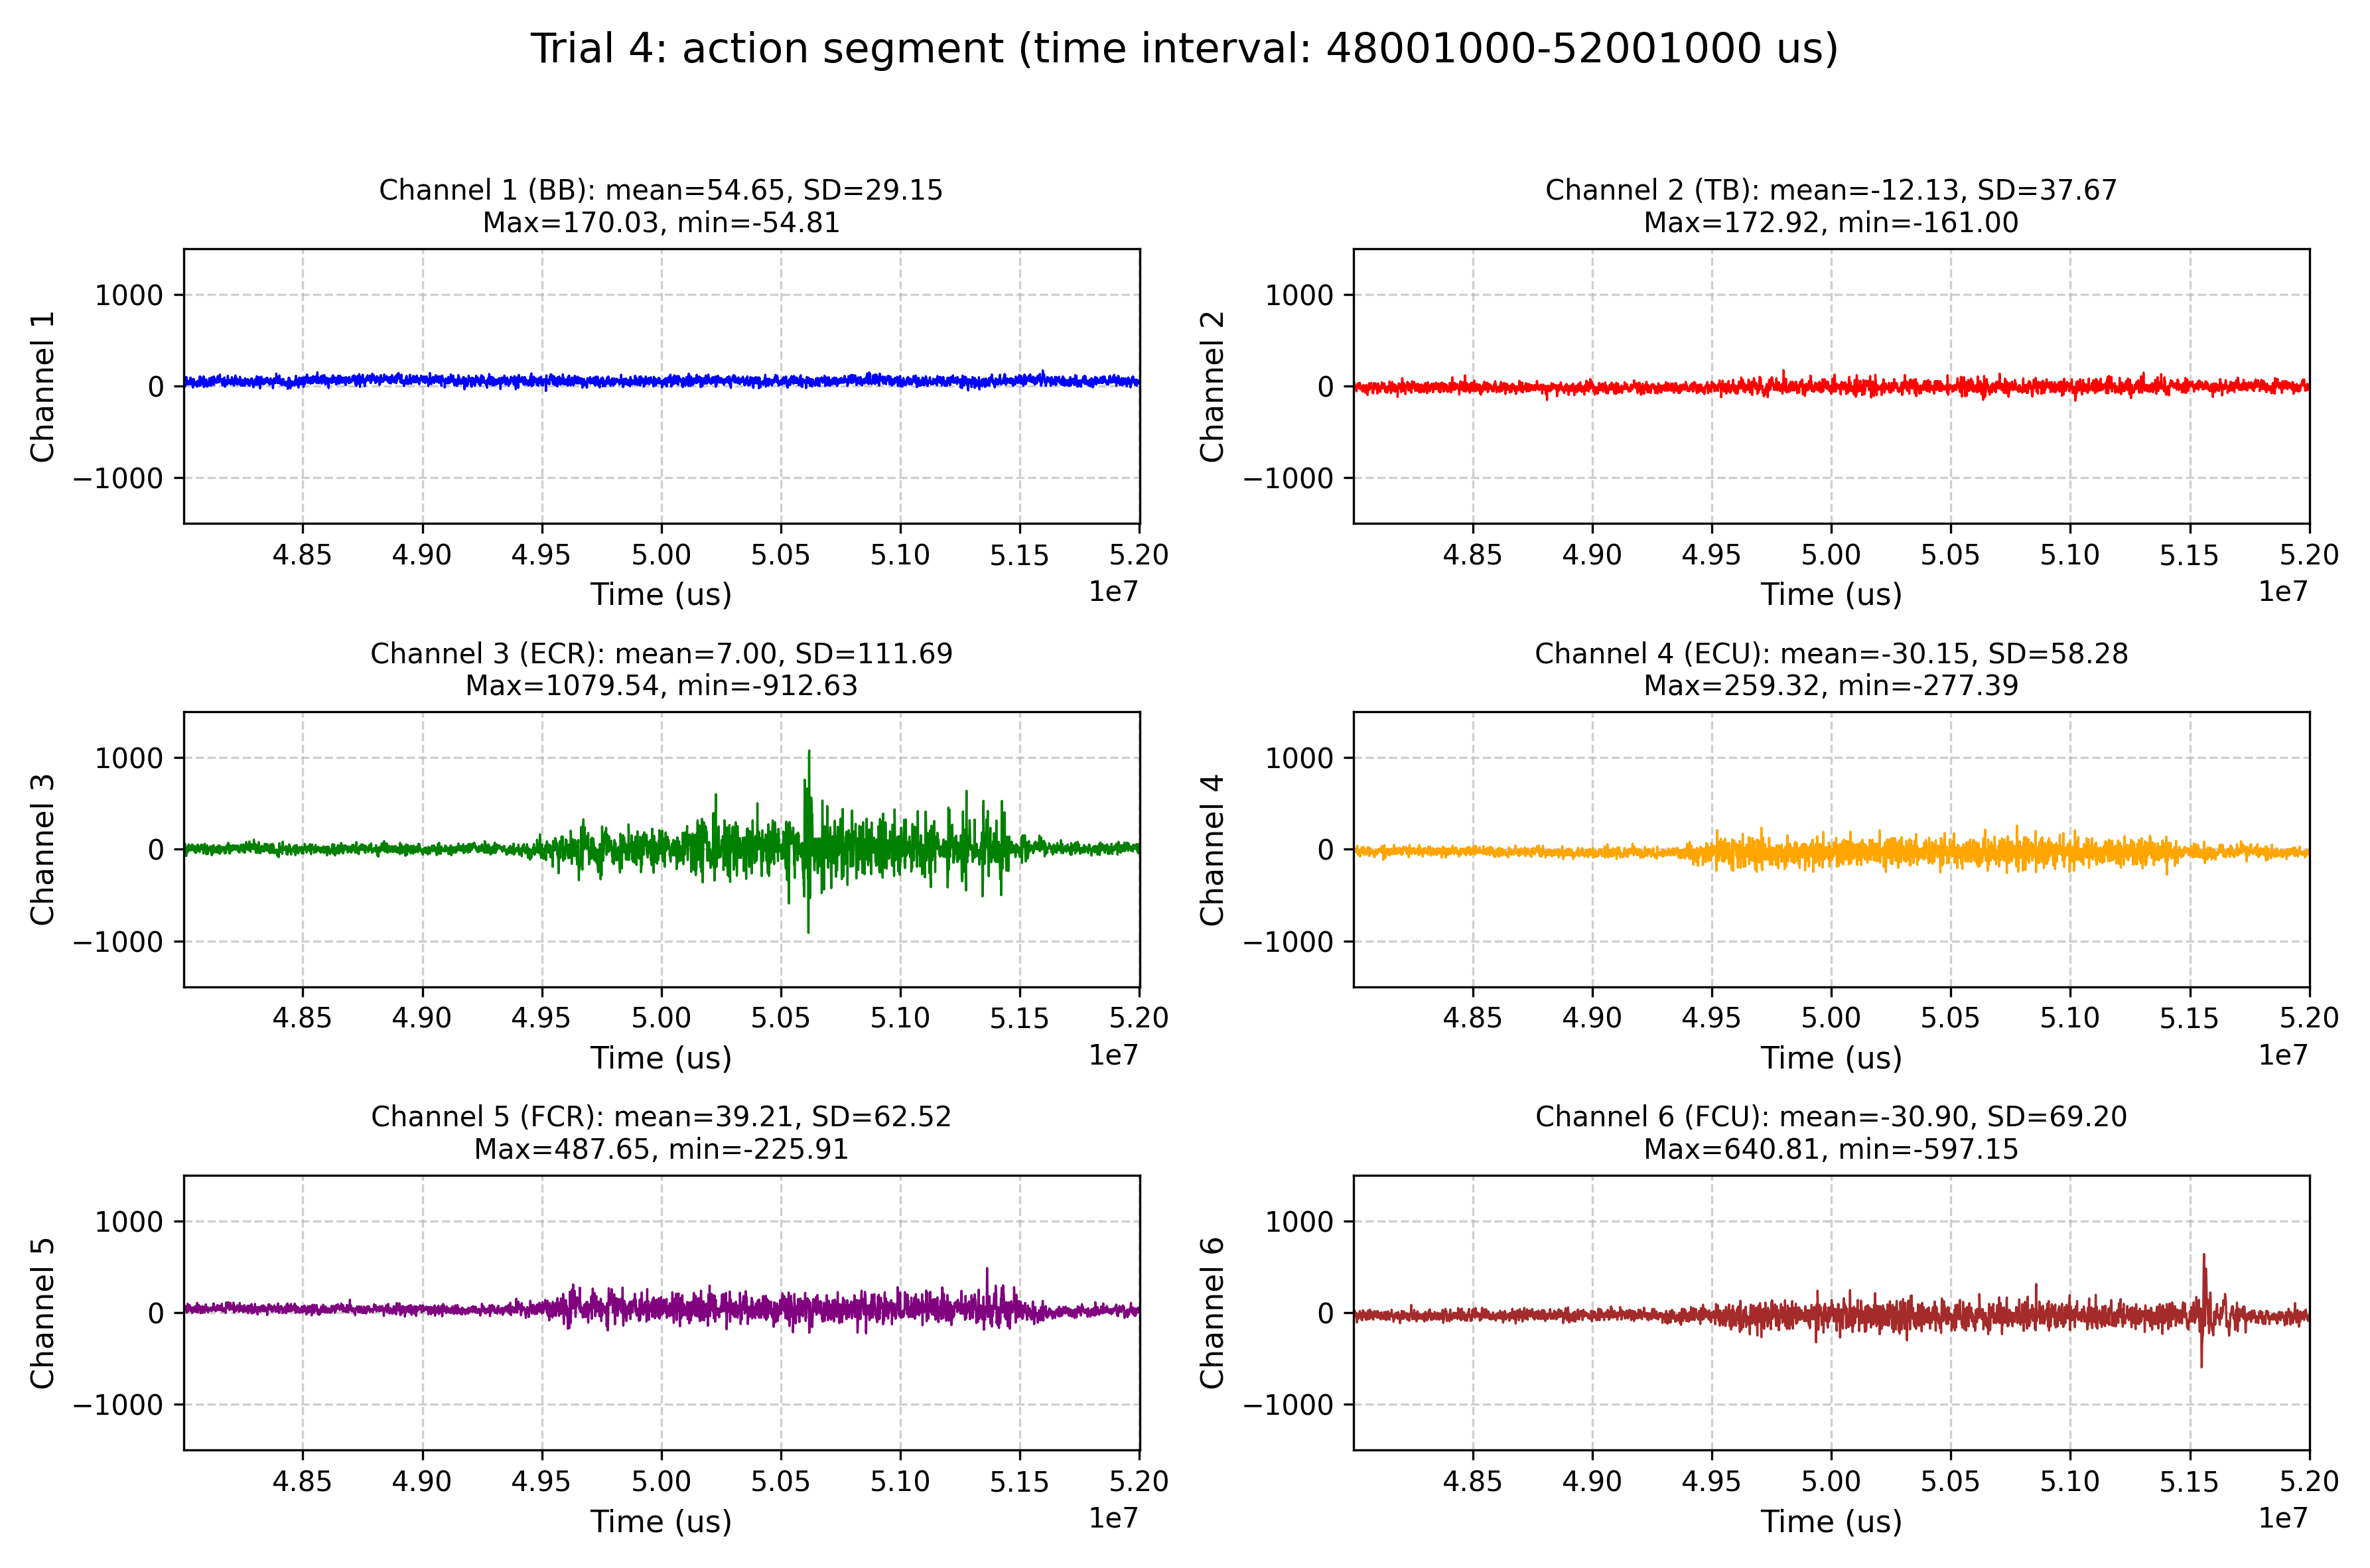 Trial 4: action segment (time interval: 48001000-52001000 us)
Channel 1 (BB): mean=54.65, SD=29.15
Max=170.03, min=-54.81
Channel 1
1000
0
−1000
4.85 4.90 4.95 5.00 5.05 5.10 5.15 5.20
Time (us)
1e7
Channel 2 (TB): mean=-12.13, SD=37.67
Max=172.92, min=-161.00
Channel 2
1000
0
−1000
4.85 4.90 4.95 5.00 5.05 5.10 5.15 5.20
Time (us)
1e7
Channel 3 (ECR): mean=7.00, SD=111.69
Max=1079.54, min=-912.63
Channel 3
1000
0
−1000
4.85 4.90 4.95 5.00 5.05 5.10 5.15 5.20
Time (us)
1e7
Channel 4 (ECU): mean=-30.15, SD=58.28
Max=259.32, min=-277.39
Channel 4
1000
0
−1000
4.85 4.90 4.95 5.00 5.05 5.10 5.15 5.20
Time (us)
1e7
Channel 5 (FCR): mean=39.21, SD=62.52
Max=487.65, min=-225.91
Channel 5
1000
0
−1000
4.85 4.90 4.95 5.00 5.05 5.10 5.15 5.20
Time (us)
1e7
Channel 6 (FCU): mean=-30.90, SD=69.20
Max=640.81, min=-597.15
Channel 6
1000
0
−1000
4.85 4.90 4.95 5.00 5.05 5.10 5.15 5.20
Time (us)
1e7